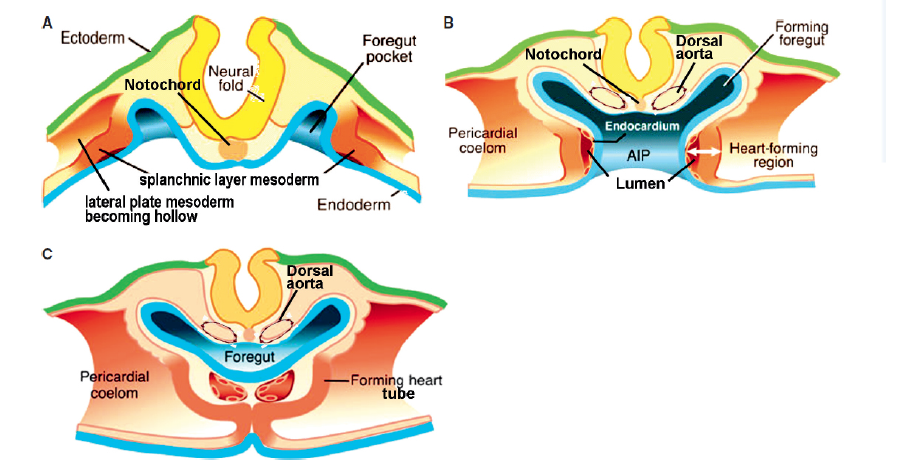 A
Ectoderm
Foregut
pocket
Neural
fold
Notochord
splanchnic layer mesoderm
lateral plate mesoderm
becoming hollow
Endoderm
B
Forming
foregut
Notochord
Dorsal
aorta
Endocardium
Pericardial
coelom
AIP
Heart-forming
region
Lumen
C
Dorsal
aorta
Foregut
Pericardial
coelom
Forming heart
tube